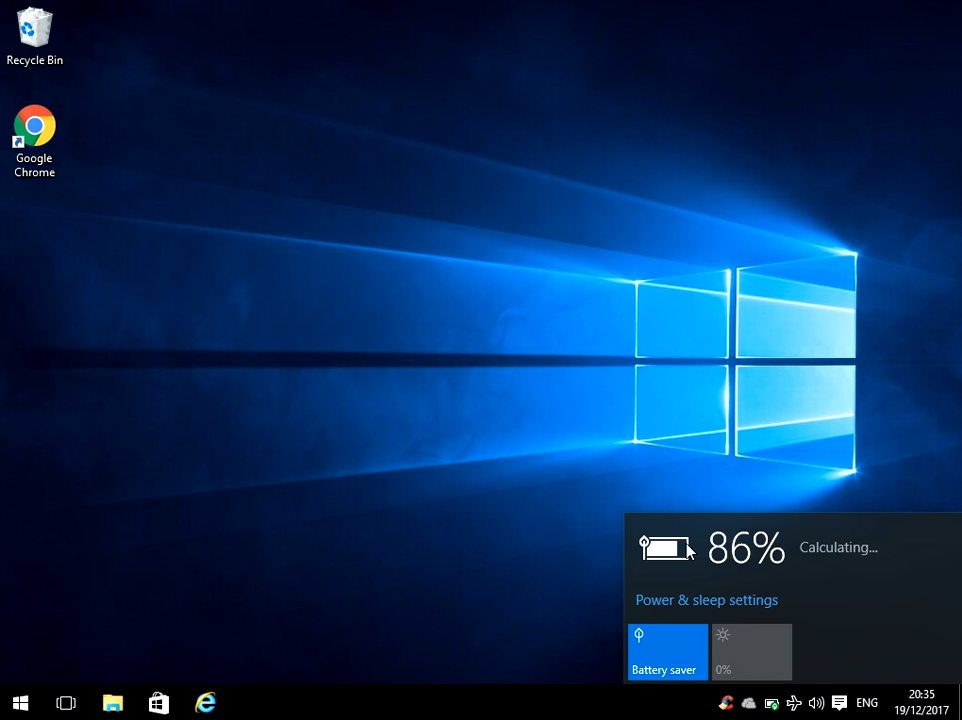 Recycle Bin
Google
Chrome
86%
Calculating...
Power & sleep settings
Battery saver
0%
ENG
20:35
19/12/2017